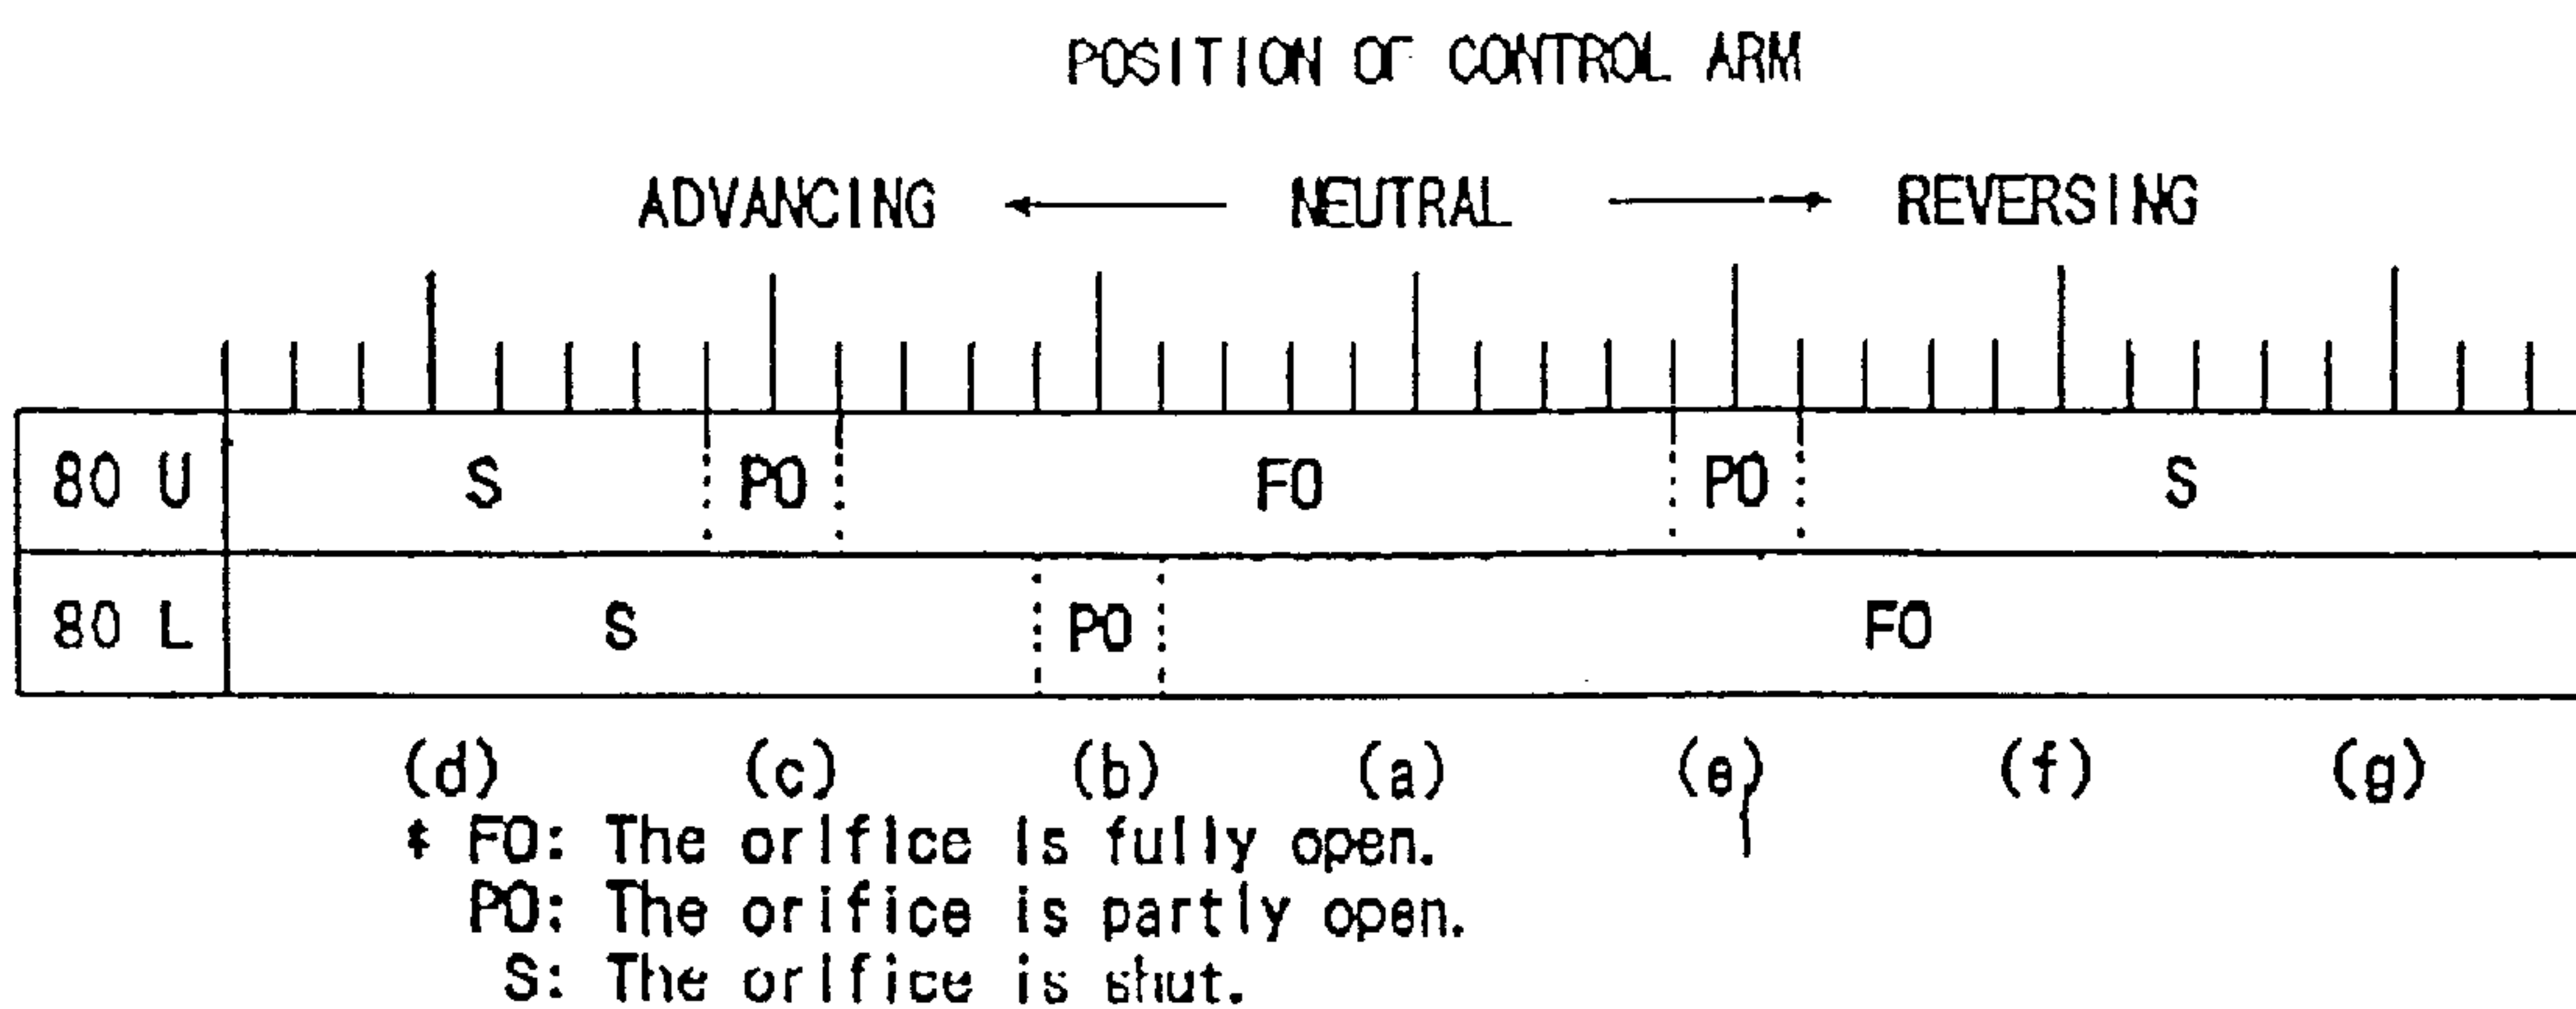 POSITION OF CONTROL ARM
ADVANCING ← NEUTRAL → REVERSING
80 U S PO FO PO S
80 L S PO FO
(d) (c) (b) (a) (e) (f) (g)
* FO: The orifice is fully open.
PO: The orifice is partly open.
S: The orifice is shut.